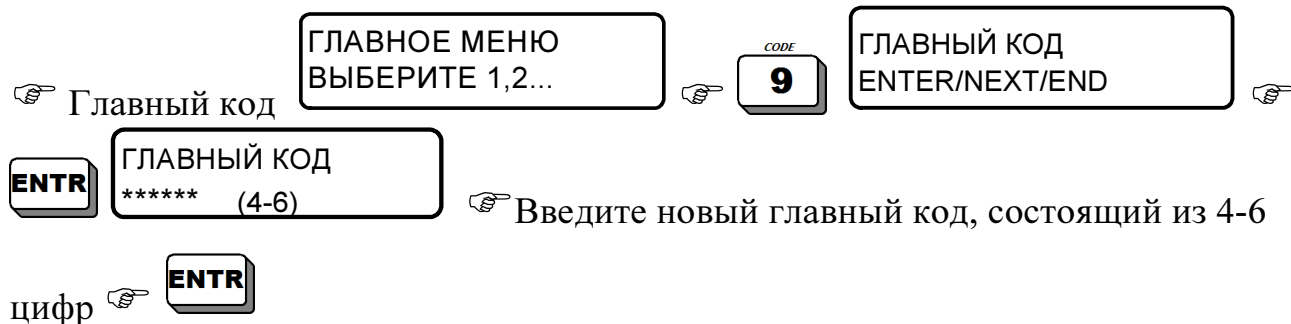 ☞ Главный код ГЛАВНОЕ МЕНЮ
ВЫБЕРИТЕ 1,2... ☞ CODE
9 ГЛАВНЫЙ КОД
ENTER/NEXT/END ☞
ENTR ГЛАВНЫЙ КОД
****** (4-6) ☞ Введите новый главный код, состоящий из 4-6
цифр ☞ ENTR